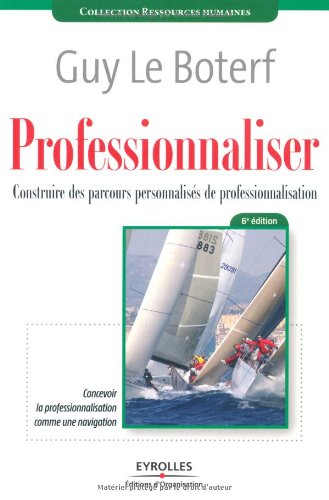 COLLECTION RESSOURCES HUMAINES
Guy Le Boterf
Professionnaliser
Construire des parcours personnalisés de professionnalisation
6e édition
883
Concevoir
la professionnalisation
comme une navigation
EYROLLES
Éditions d'Organisation
Matériel protégé par le droit d'auteur